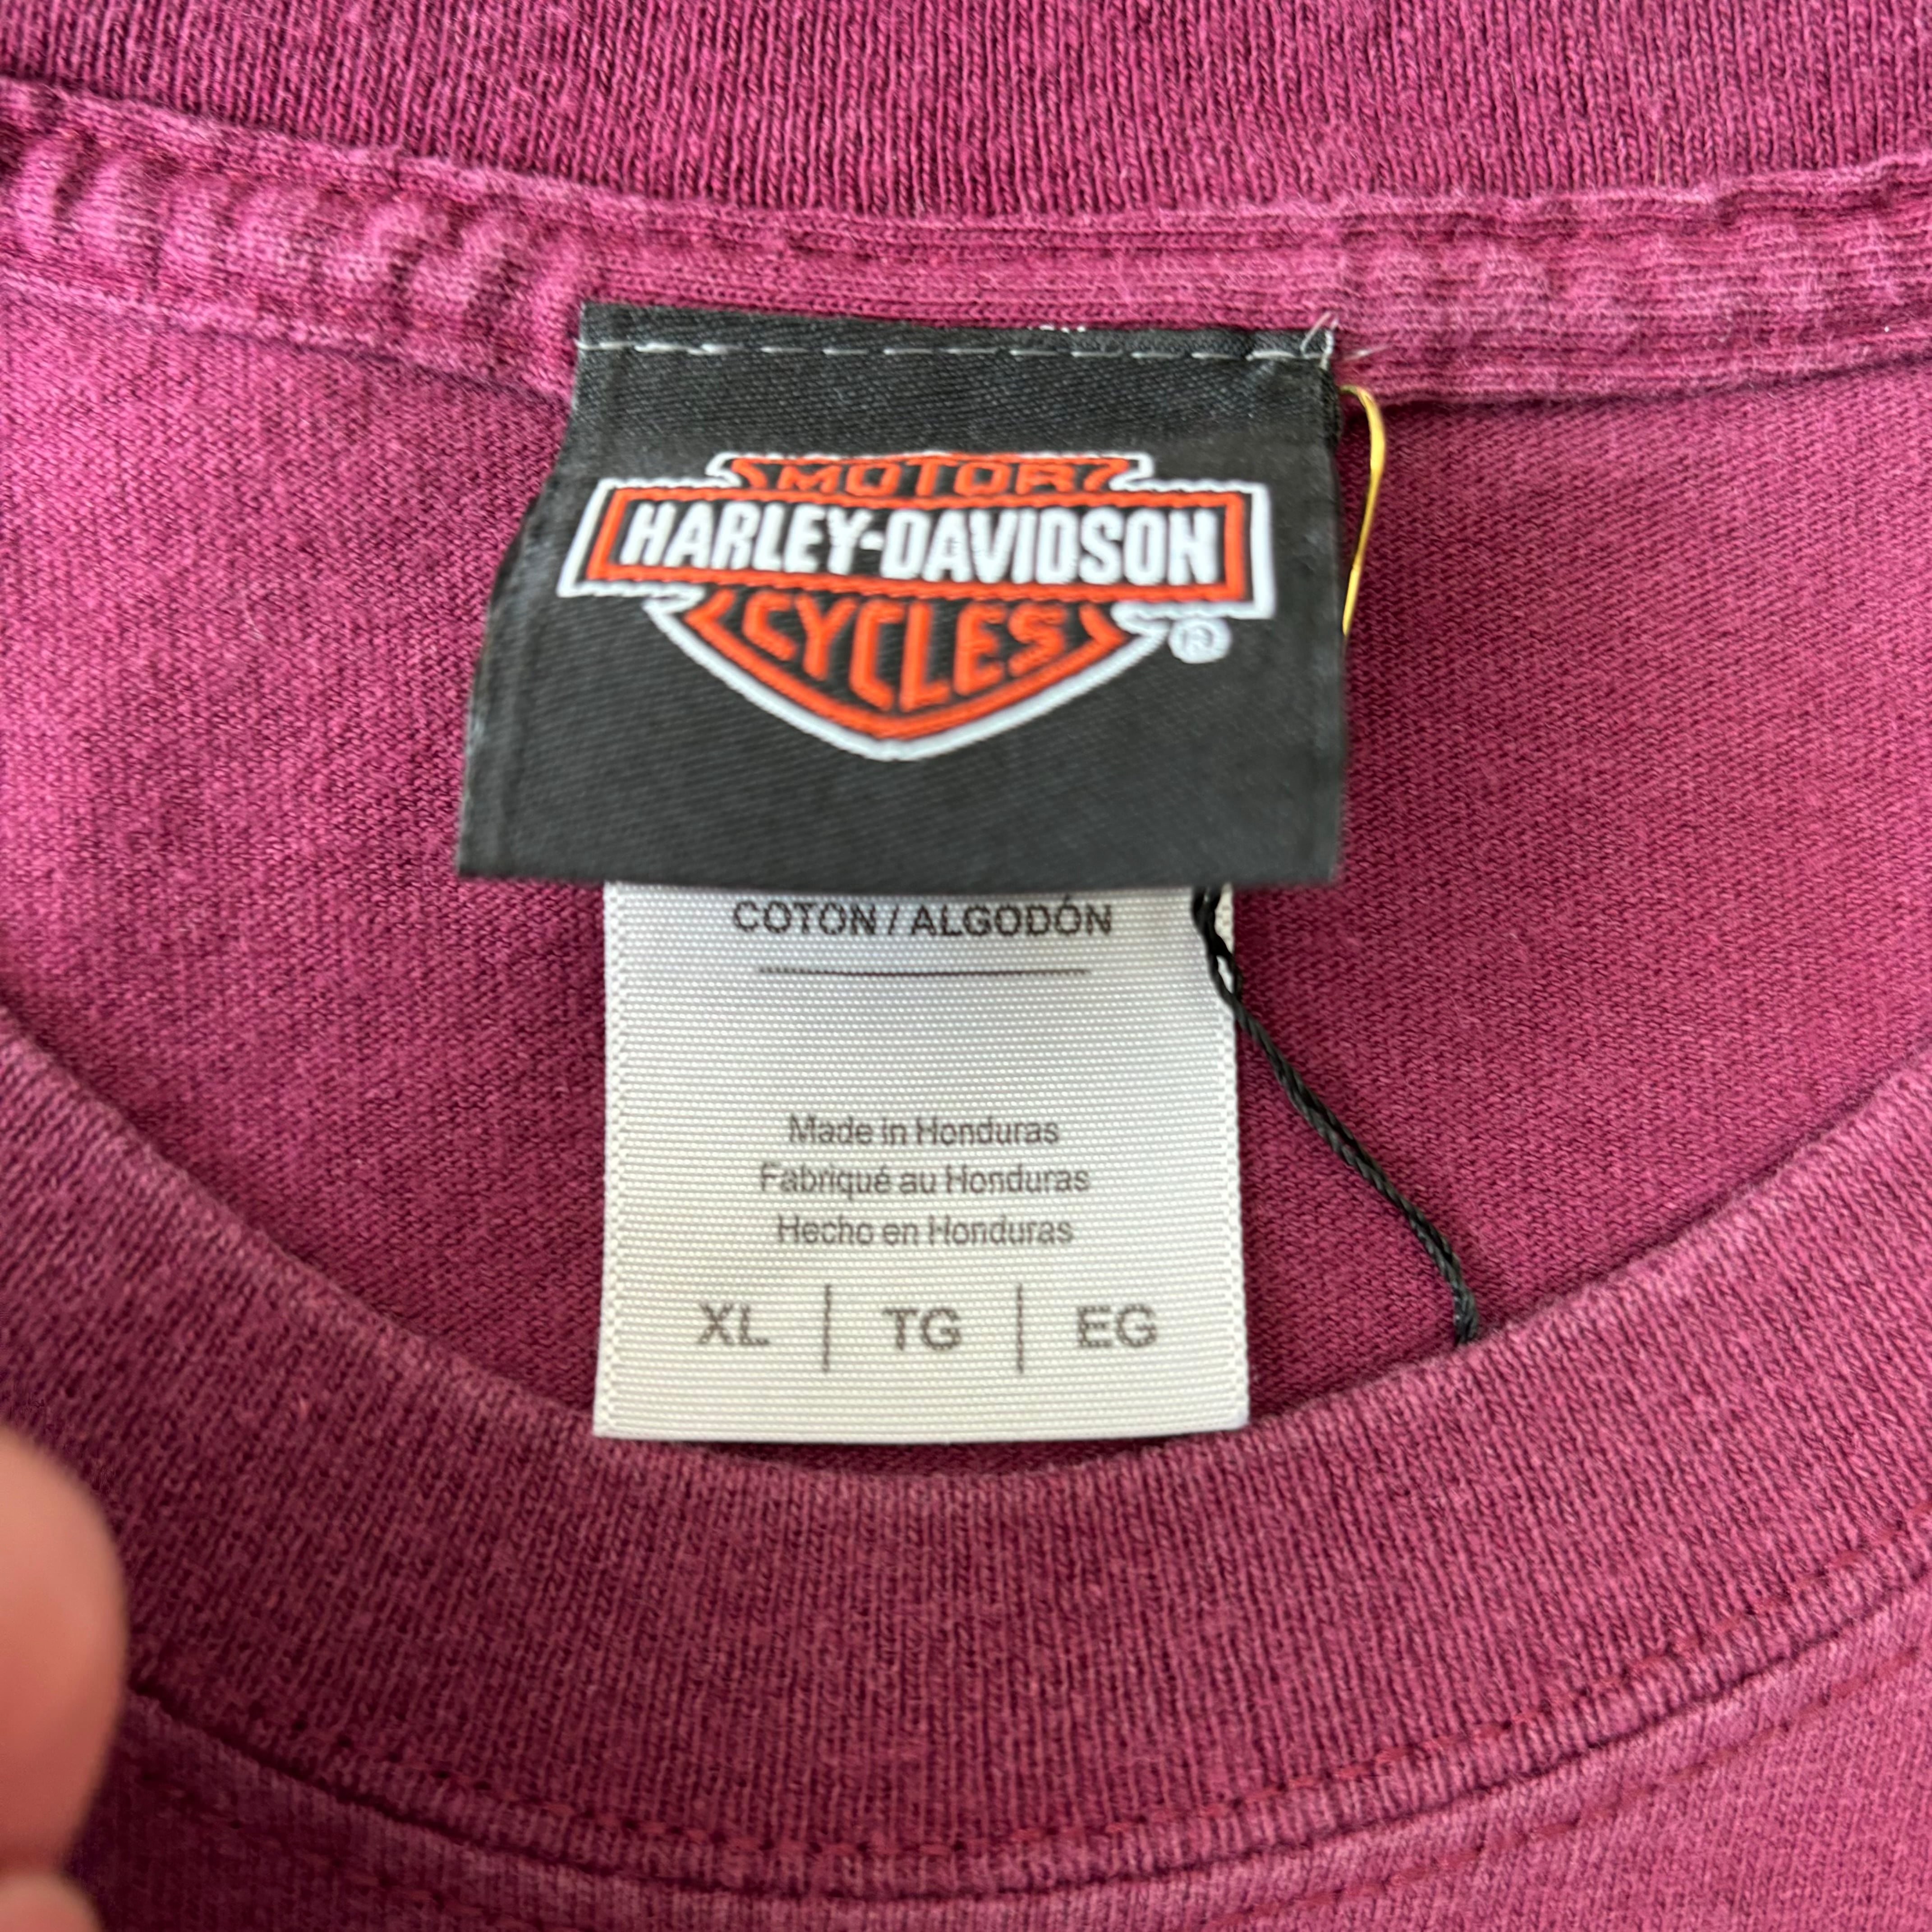 MOTOR
HARLEY-DAVIDSON
CYCLES
®
COTON / ALGODÓN
Made in Honduras
Fabriqué au Honduras
Hecho en Honduras
XL | TG | EG